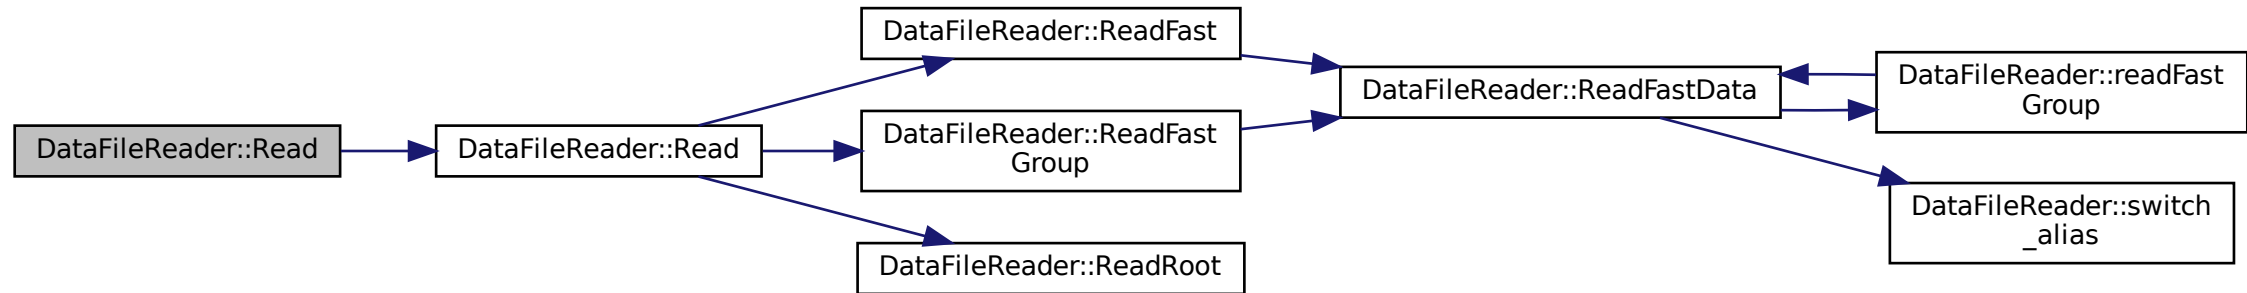 DataFileReader::Read
DataFileReader::Read
DataFileReader::ReadFast
DataFileReader::ReadFast
Group
DataFileReader::ReadRoot
DataFileReader::ReadFastData
DataFileReader::readFast
Group
DataFileReader::switch
_alias